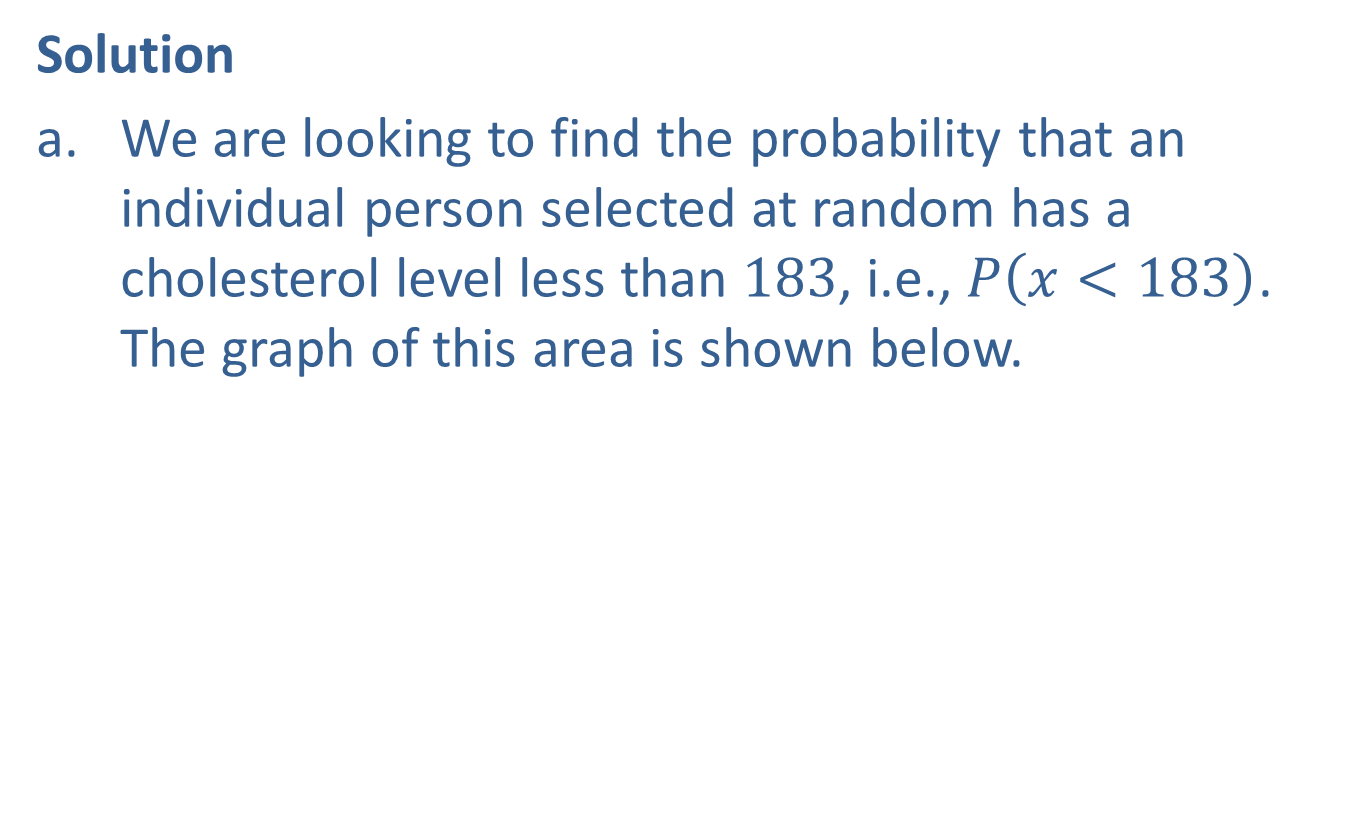 Solution
a. We are looking to find the probability that an
individual person selected at random has a
cholesterol level less than 183, i.e., P(x < 183).
The graph of this area is shown below.